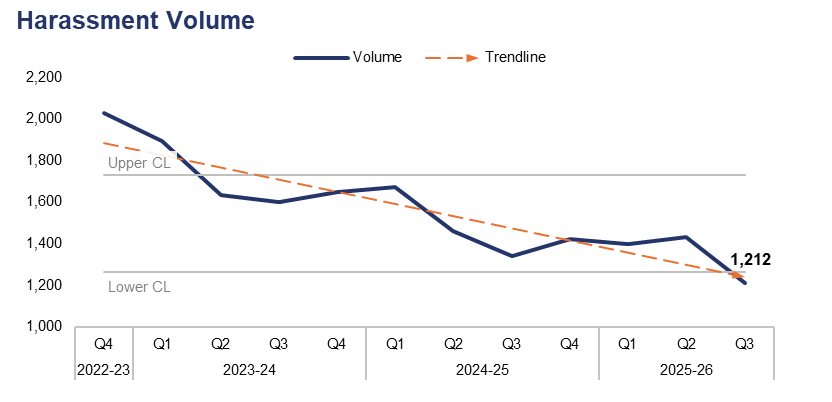 Harassment Volume
Volume Trendline
2,200
2,000
1,800
Upper CL
1,600
1,400
1,212
1,200
Lower CL
1,000
Q4 Q1 Q2 Q3 Q4 Q1 Q2 Q3 Q4 Q1 Q2 Q3
2022-23 2023-24 2024-25 2025-26